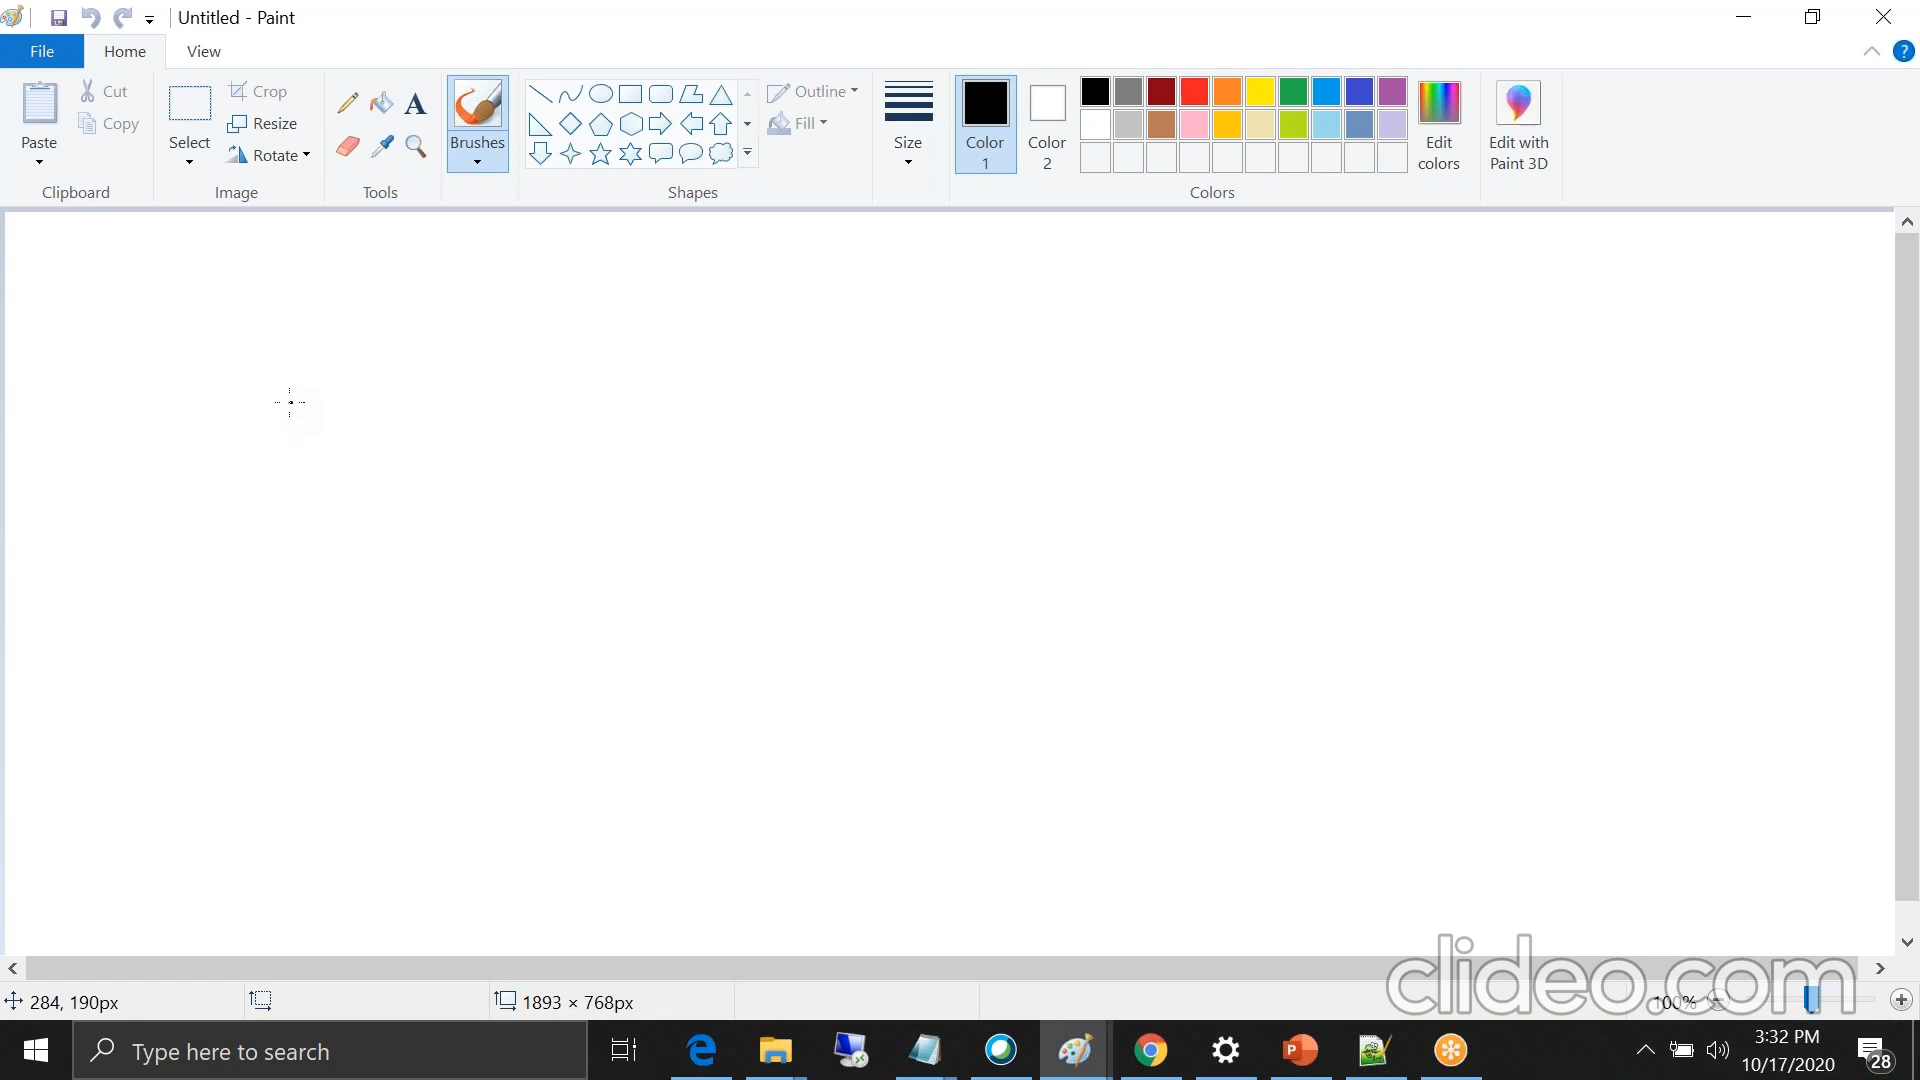 Untitled - Paint
File Home View
Paste
Cut
Copy
Clipboard
Select
Crop
Resize
Rotate
Image
A
Tools
Brushes
Shapes
Outline
Fill
Size
Color 1
Color 2
Colors
Edit colors
Edit with Paint 3D
284, 190px
1893 × 768px
100%
clideo.com
Type here to search
3:32 PM
10/17/2020
28